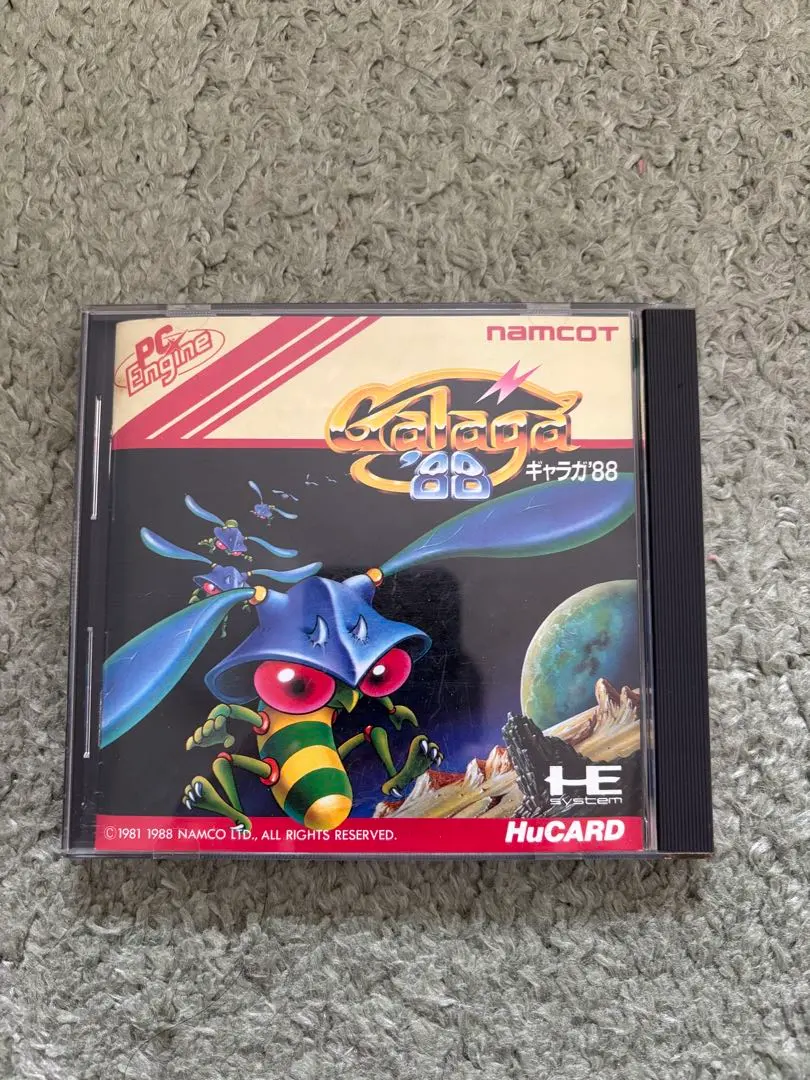 PC Engine
namcoT
Galaga
'88
ギャラガ'88
HE
system
©1981 1988 NAMCO LTD., ALL RIGHTS RESERVED.
HuCARD